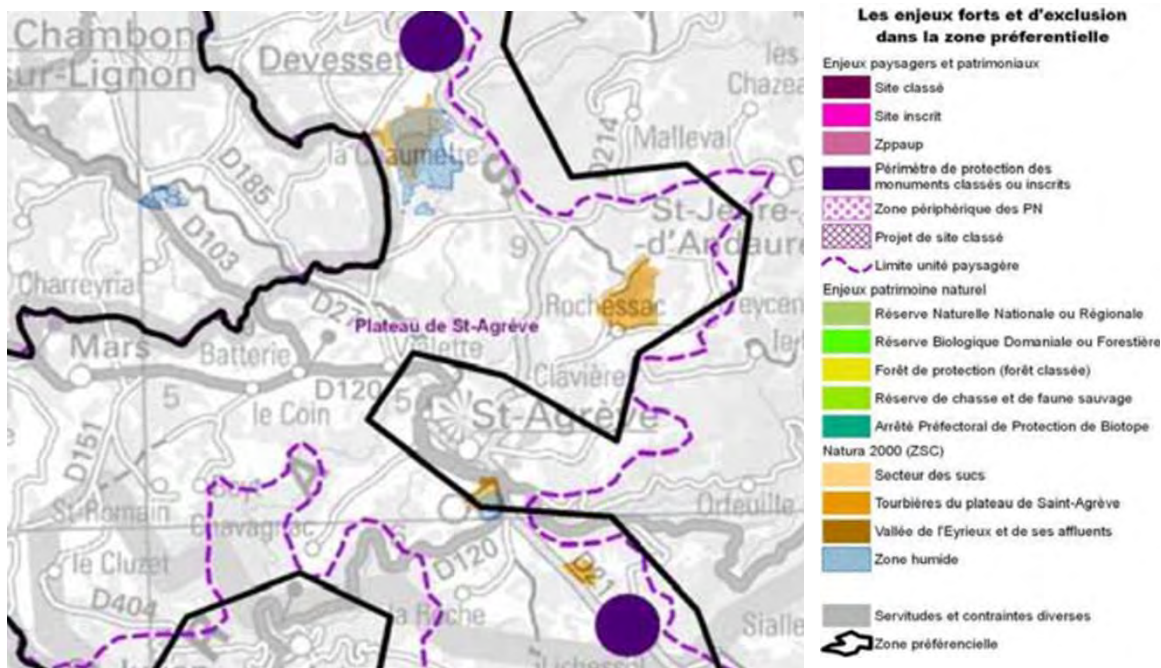 Chambon
-sur-Lignon
Devesset
les
Chazea
Malleval
D214
la Chaumette
D185
St-Jeure-
-d'Andaure
D103
9
Charreyrial
Rochessac
eycen
Plateau de St-Agrève
Mars
Batterie
D120
5
5
Clavière
le Coin
St-Agrève
D151
St-Romain
Chavagnac
Orfeuille
le Cluzet
D120
D21
D404
la Roche
Sialle
Lichessol
Les enjeux forts et d'exclusion
dans la zone préferentielle
Enjeux paysagers et patrimoniaux
Site classé
Site inscrit
Zppaup
Périmètre de protection des
monuments classés ou inscrits
Zone périphérique des PN
Projet de site classé
Limite unité paysagère
Enjeux patrimoine naturel
Réserve Naturelle Nationale ou Régionale
Réserve Biologique Domaniale ou Forestière
Forêt de protection (forêt classée)
Réserve de chasse et de faune sauvage
Arrêté Préfectoral de Protection de Biotope
Natura 2000 (ZSC)
Secteur des sucs
Tourbières du plateau de Saint-Agrève
Vallée de l'Eyrieux et de ses affluents
Zone humide
Servitudes et contraintes diverses
Zone préférencielle